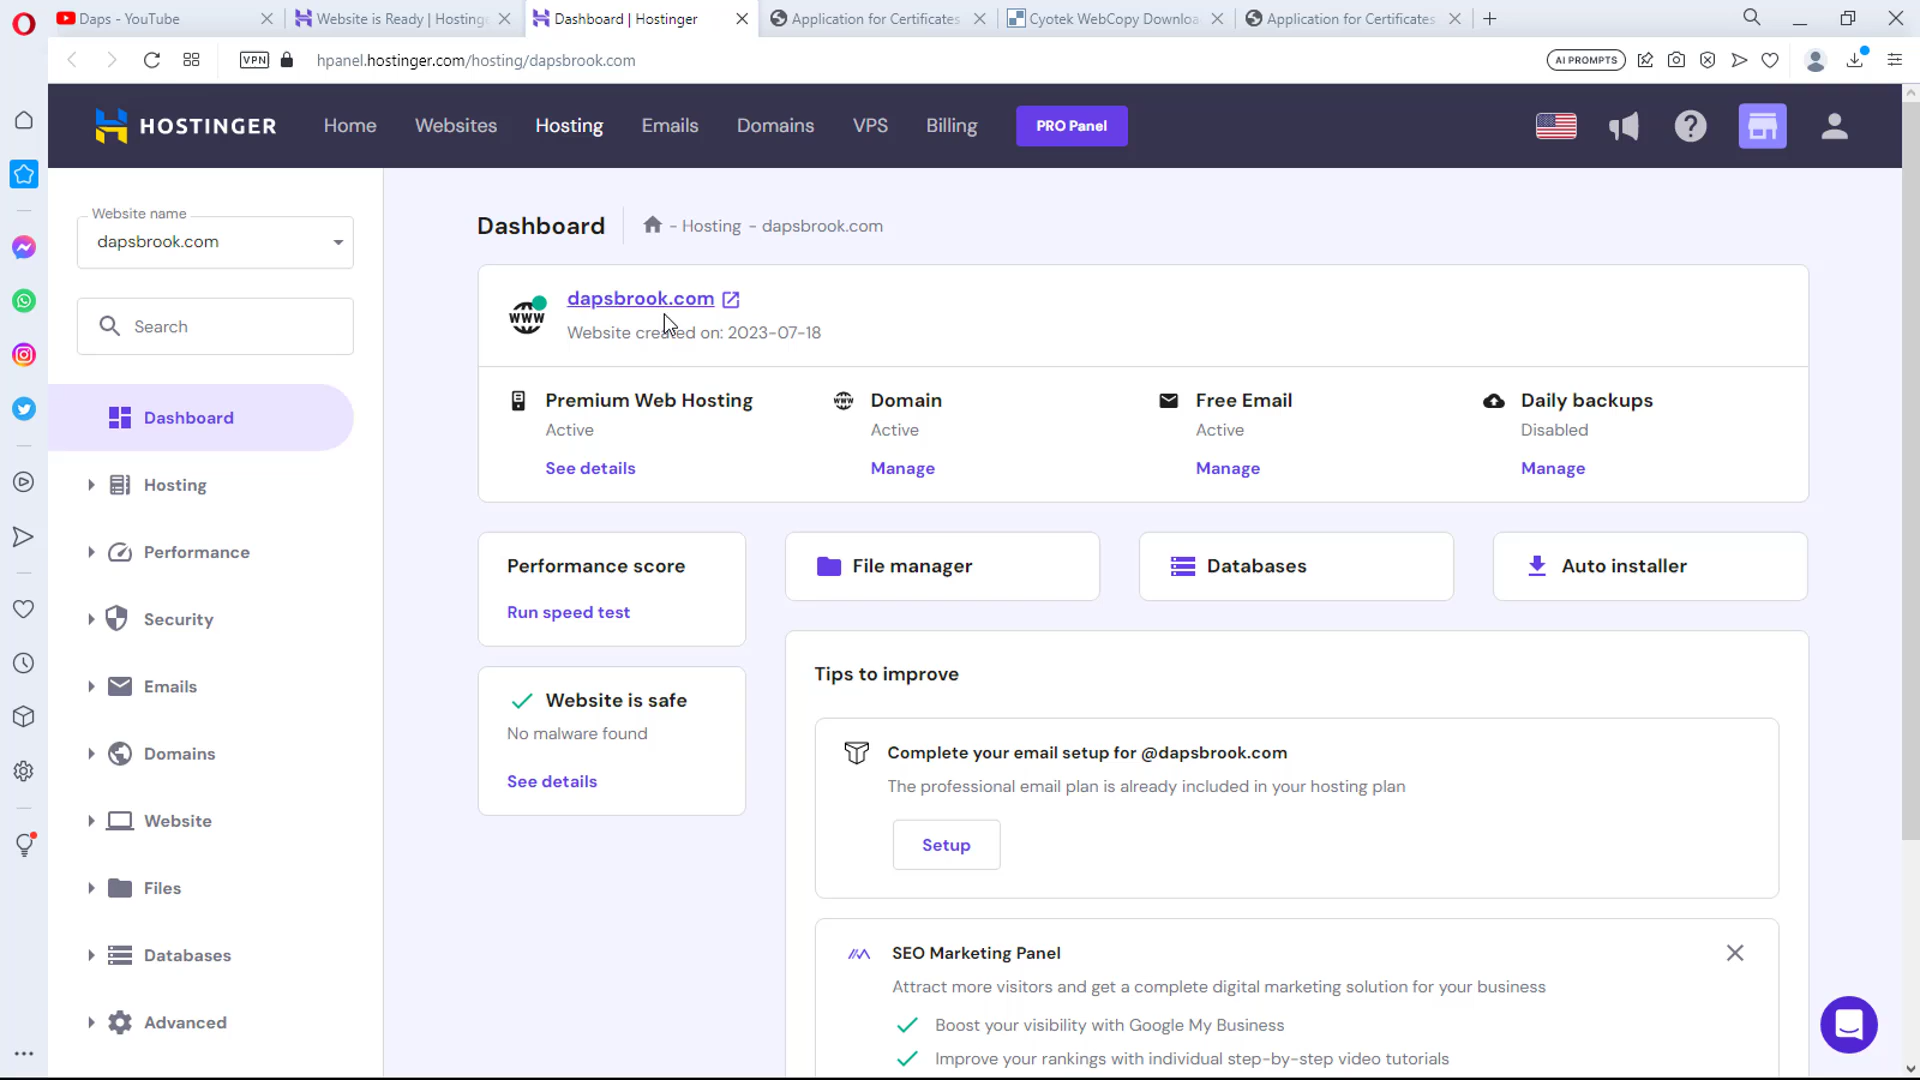 Daps - YouTube
Website is Ready | Hosting
Dashboard | Hostinger
Application for Certificates
Cyotek WebCopy Downloa
Application for Certificates
VPN
hpanel.hostinger.com/hosting/dapsbrook.com
AI PROMPTS
HOSTINGER
Home
Websites
Hosting
Emails
Domains
VPS
Billing
PRO Panel
Website name
dapsbrook.com
Search
Dashboard
Hosting
Performance
Security
Emails
Domains
Website
Files
Databases
Advanced
Dashboard
- Hosting - dapsbrook.com
WWW
dapsbrook.com
Website created on: 2023-07-18
Premium Web Hosting
Active
See details
WWW
Domain
Active
Manage
Free Email
Active
Manage
Daily backups
Disabled
Manage
Performance score
Run speed test
File manager
Databases
Auto installer
Website is safe
No malware found
See details
Tips to improve
Complete your email setup for @dapsbrook.com
The professional email plan is already included in your hosting plan
Setup
SEO Marketing Panel
Attract more visitors and get a complete digital marketing solution for your business
Boost your visibility with Google My Business
Improve your rankings with individual step-by-step video tutorials